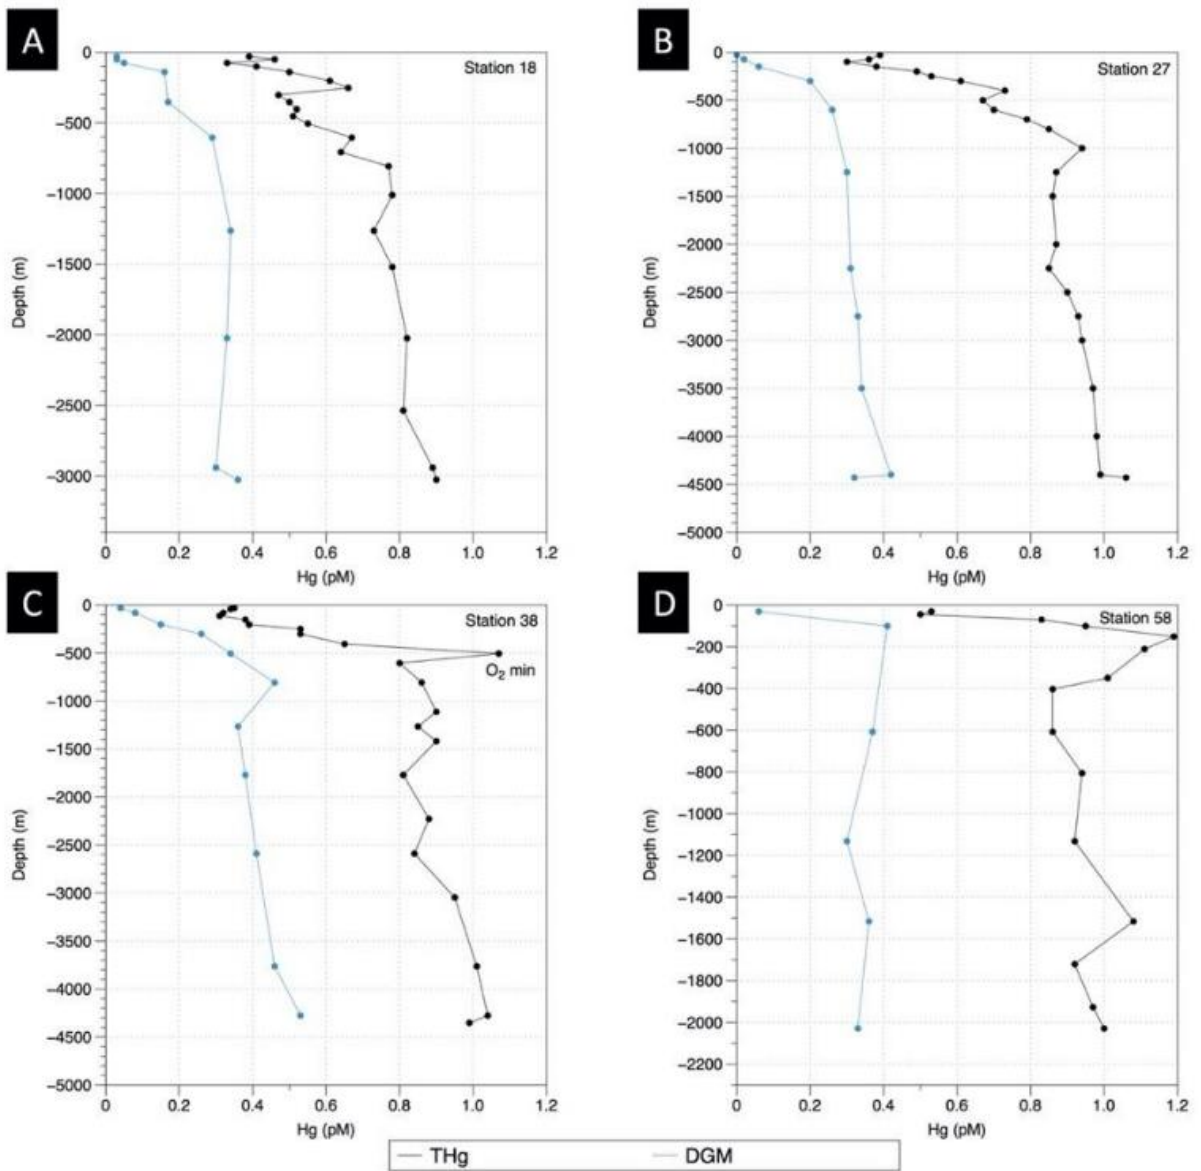 A
Station 18
Depth (m)
0
−500
−1000
−1500
−2000
−2500
−3000
0 0.2 0.4 0.6 0.8 1.0 1.2
Hg (pM)
B
Station 27
Depth (m)
0
−500
−1000
−1500
−2000
−2500
−3000
−3500
−4000
−4500
−5000
0 0.2 0.4 0.6 0.8 1.0 1.2
Hg (pM)
C
Station 38
O₂ min
Depth (m)
0
−500
−1000
−1500
−2000
−2500
−3000
−3500
−4000
−4500
−5000
0 0.2 0.4 0.6 0.8 1.0 1.2
Hg (pM)
D
Station 58
Depth (m)
0
−200
−400
−600
−800
−1000
−1200
−1400
−1600
−1800
−2000
−2200
0 0.2 0.4 0.6 0.8 1.0 1.2
Hg (pM)
THg DGM